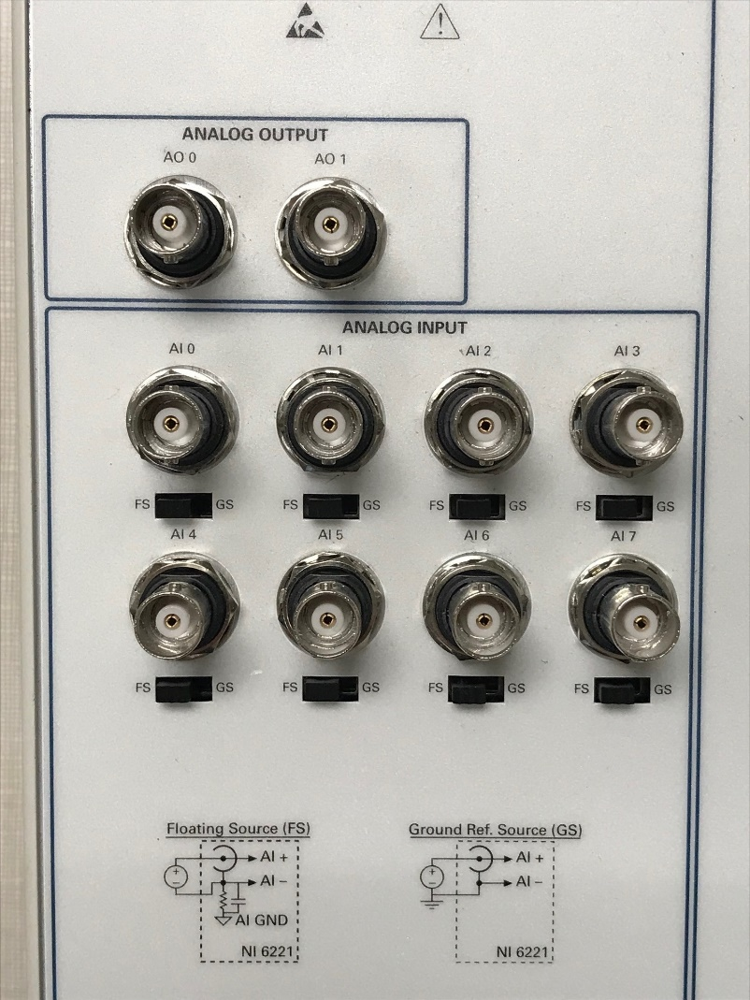 ANALOG OUTPUT
AO 0 AO 1
ANALOG INPUT
AI 0 AI 1 AI 2 AI 3
FS GS FS GS FS GS FS GS
AI 4 AI 5 AI 6 AI 7
FS GS FS GS FS GS FS GS
Floating Source (FS) Ground Ref. Source (GS)
+ AI + + AI +
− AI − − AI −
AI GND
NI 6221 NI 6221